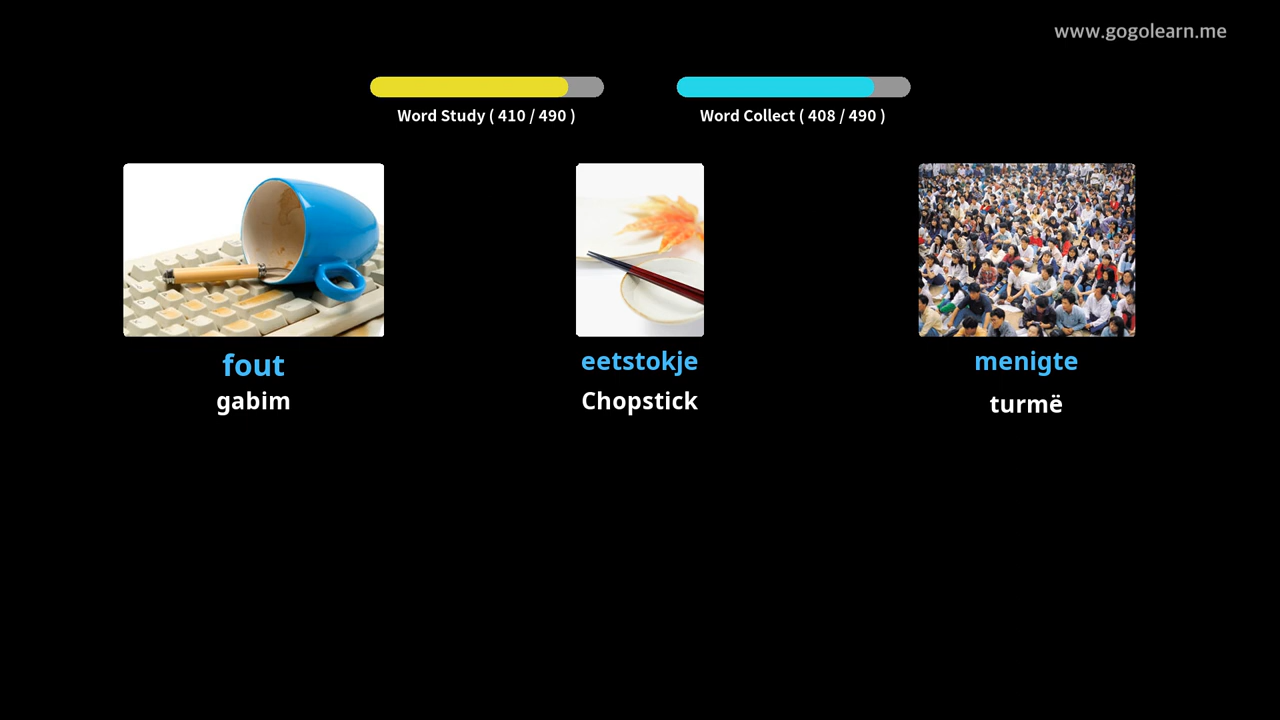 www.gogolearn.me
Word Study ( 410 / 490 )
Word Collect ( 408 / 490 )
fout
gabim
eetstokje
Chopstick
menigte
turmë